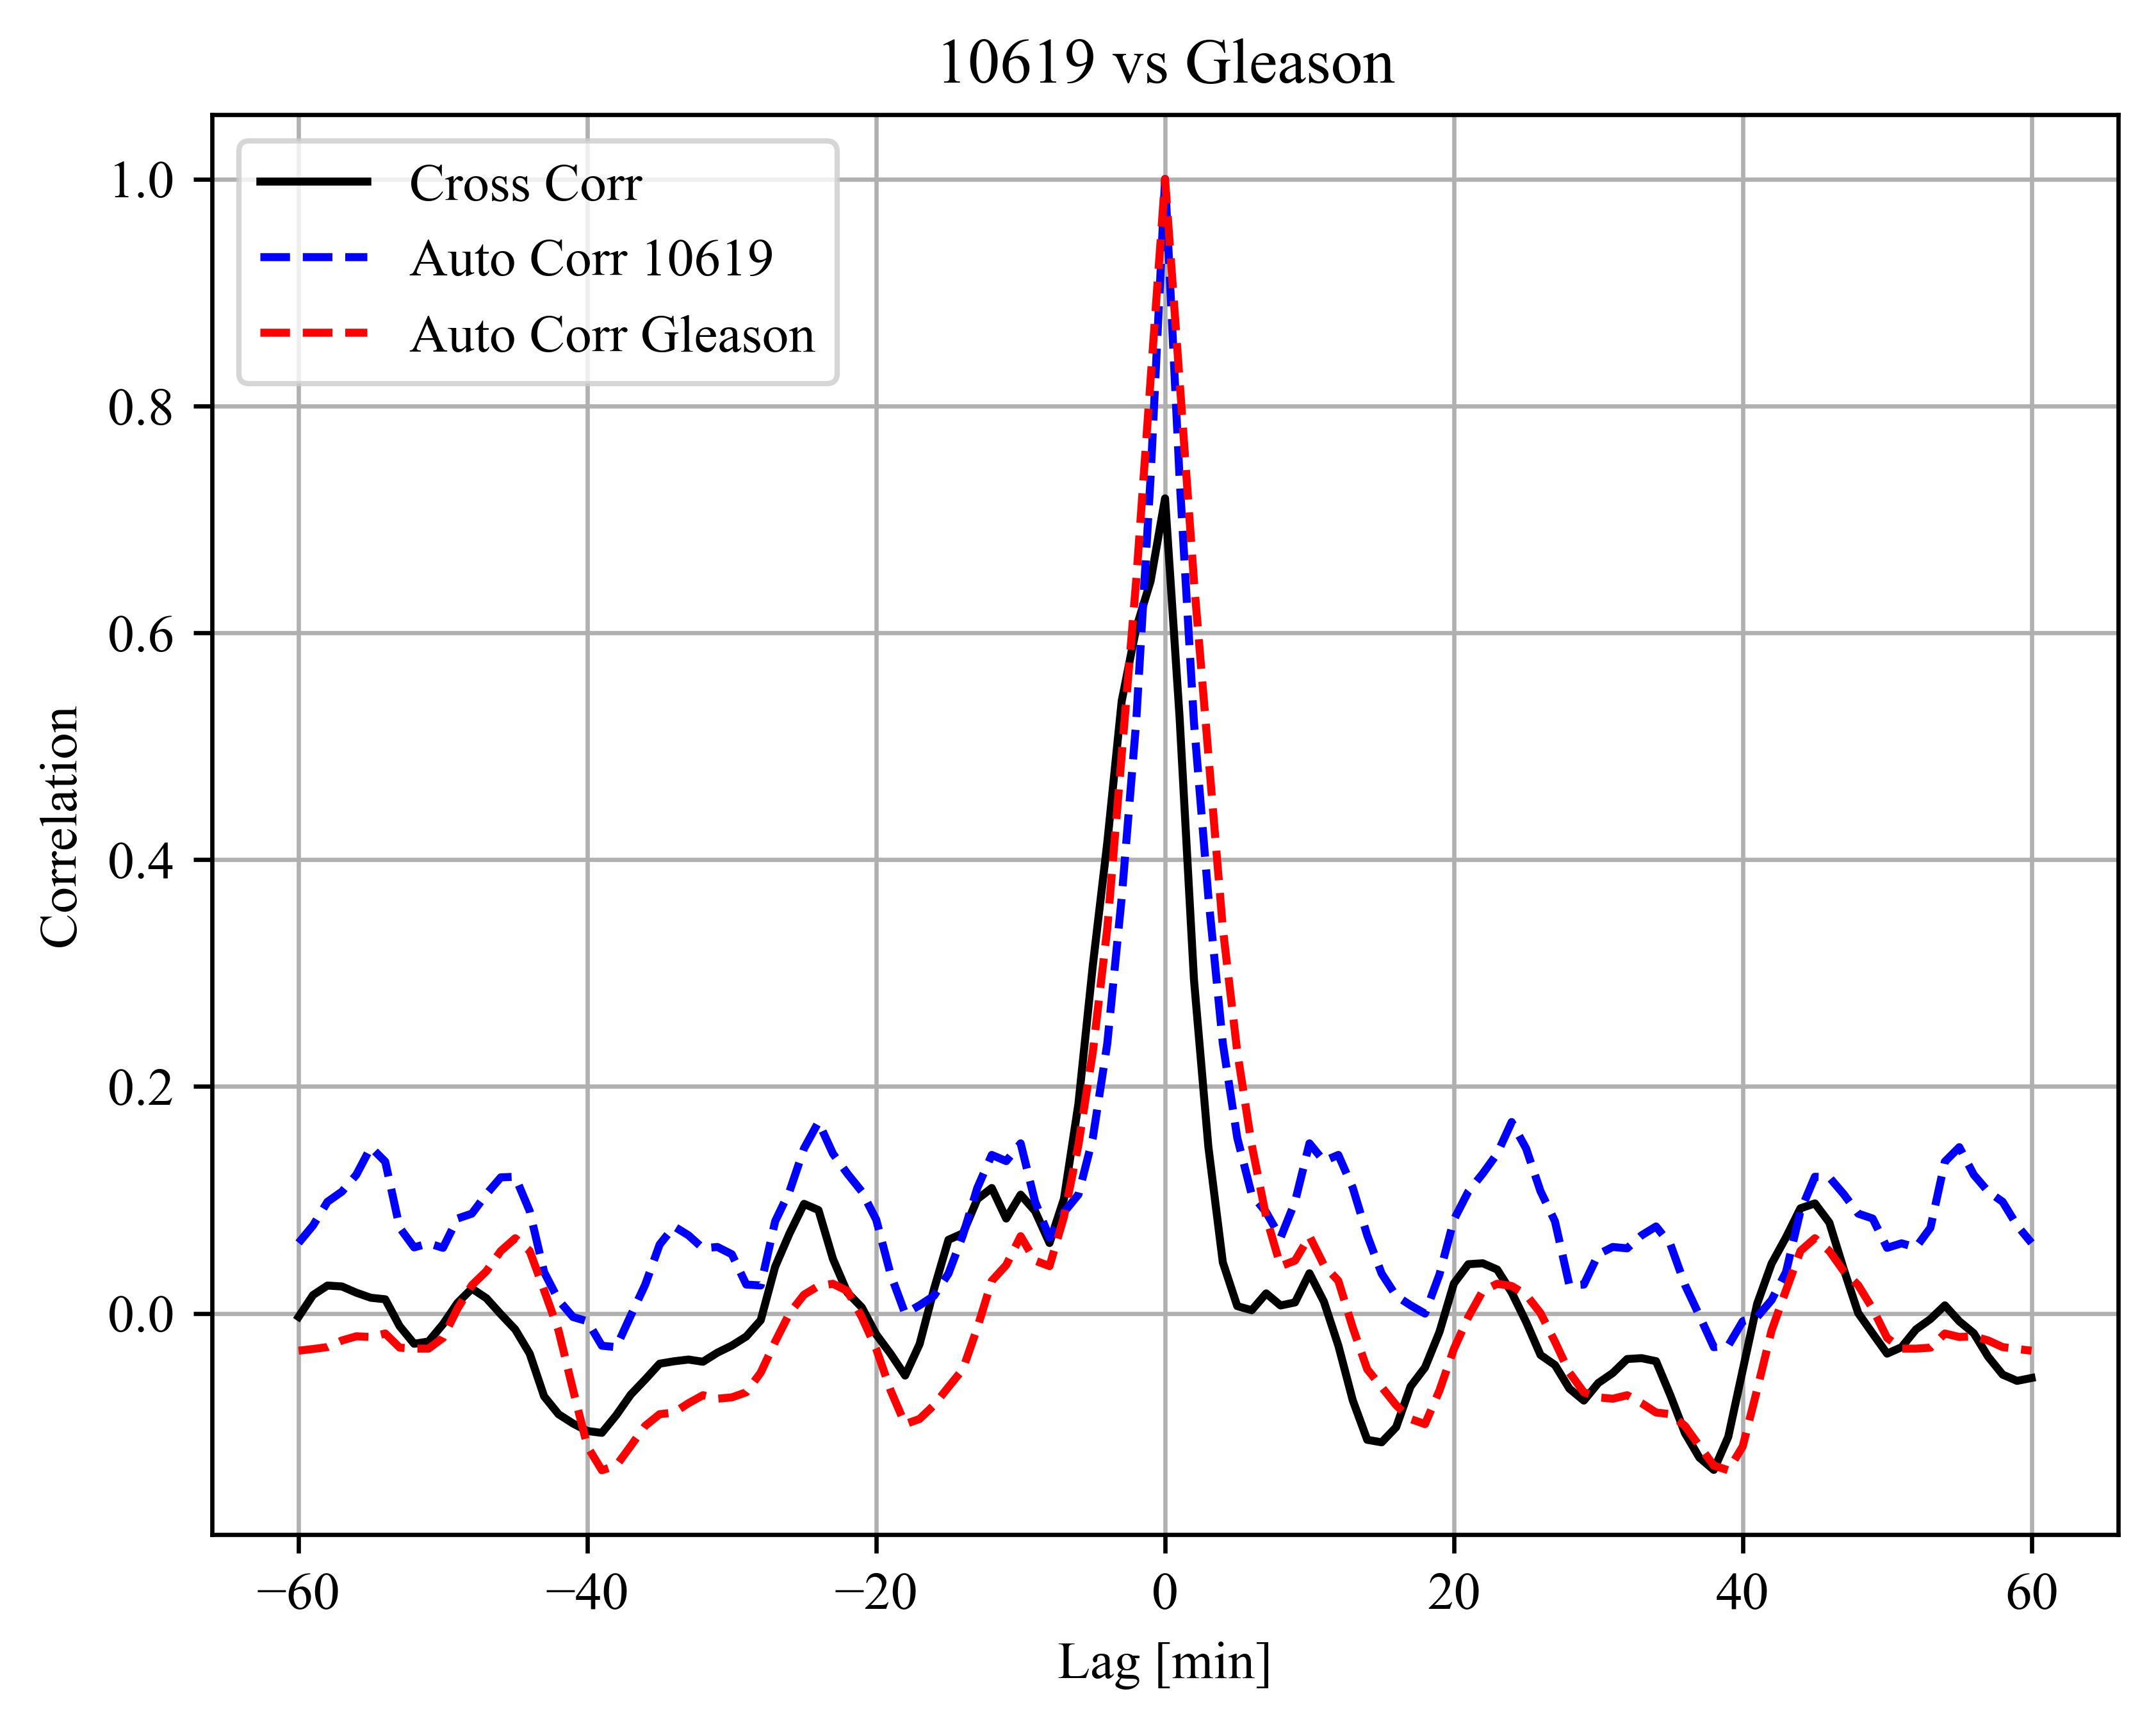 10619 vs Gleason
Cross Corr
Auto Corr 10619
Auto Corr Gleason
1.0
0.8
0.6
0.4
0.2
0.0
Correlation
−60 −40 −20 0 20 40 60
Lag [min]